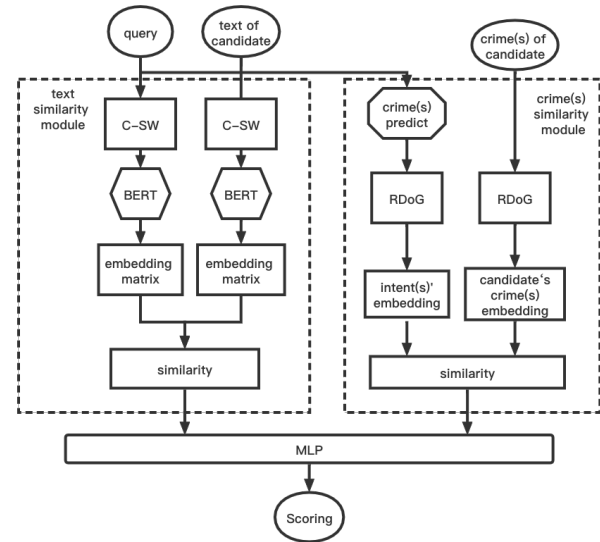 query
text of
candidate
crime(s) of
candidate
text
similarity
module
crime(s)
similarity
module
C-SW
C-SW
crime(s)
predict
BERT
BERT
RDoG
RDoG
embedding
matrix
embedding
matrix
intent(s)'
embedding
candidate‘s
crime(s)
embedding
similarity
similarity
MLP
Scoring